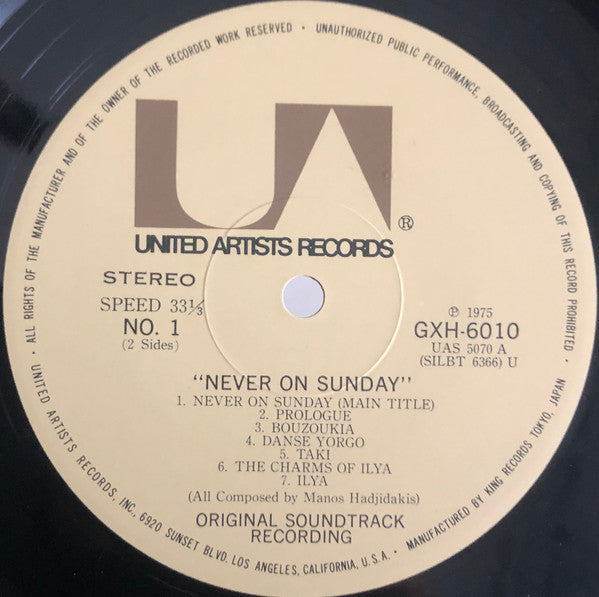 • ALL RIGHTS OF THE MANUFACTURER AND OF THE OWNER OF THE RECORDED WORK RESERVED • UNAUTHORIZED PUBLIC PERFORMANCE, BROADCASTING AND COPYING OF THIS RECORD PROHIBITED •
UA
®
UNITED ARTISTS RECORDS
STEREO
SPEED 33⅓
NO. 1
(2 Sides)
Ⓟ 1975
GXH-6010
UAS 5070 A
(SILBT 6366) U
"NEVER ON SUNDAY"
1. NEVER ON SUNDAY (MAIN TITLE)
2. PROLOGUE
3. BOUZOUKIA
4. DANSE YORGO
5. TAKI
6. THE CHARMS OF ILYA
7. ILYA
(All Composed by Manos Hadjidakis)
ORIGINAL SOUNDTRACK
RECORDING
UNITED ARTISTS RECORDS, INC., 6920 SUNSET BLVD. LOS ANGELES, CALIFORNIA, U.S.A. • MANUFACTURED BY KING RECORDS TOKYO, JAPAN •